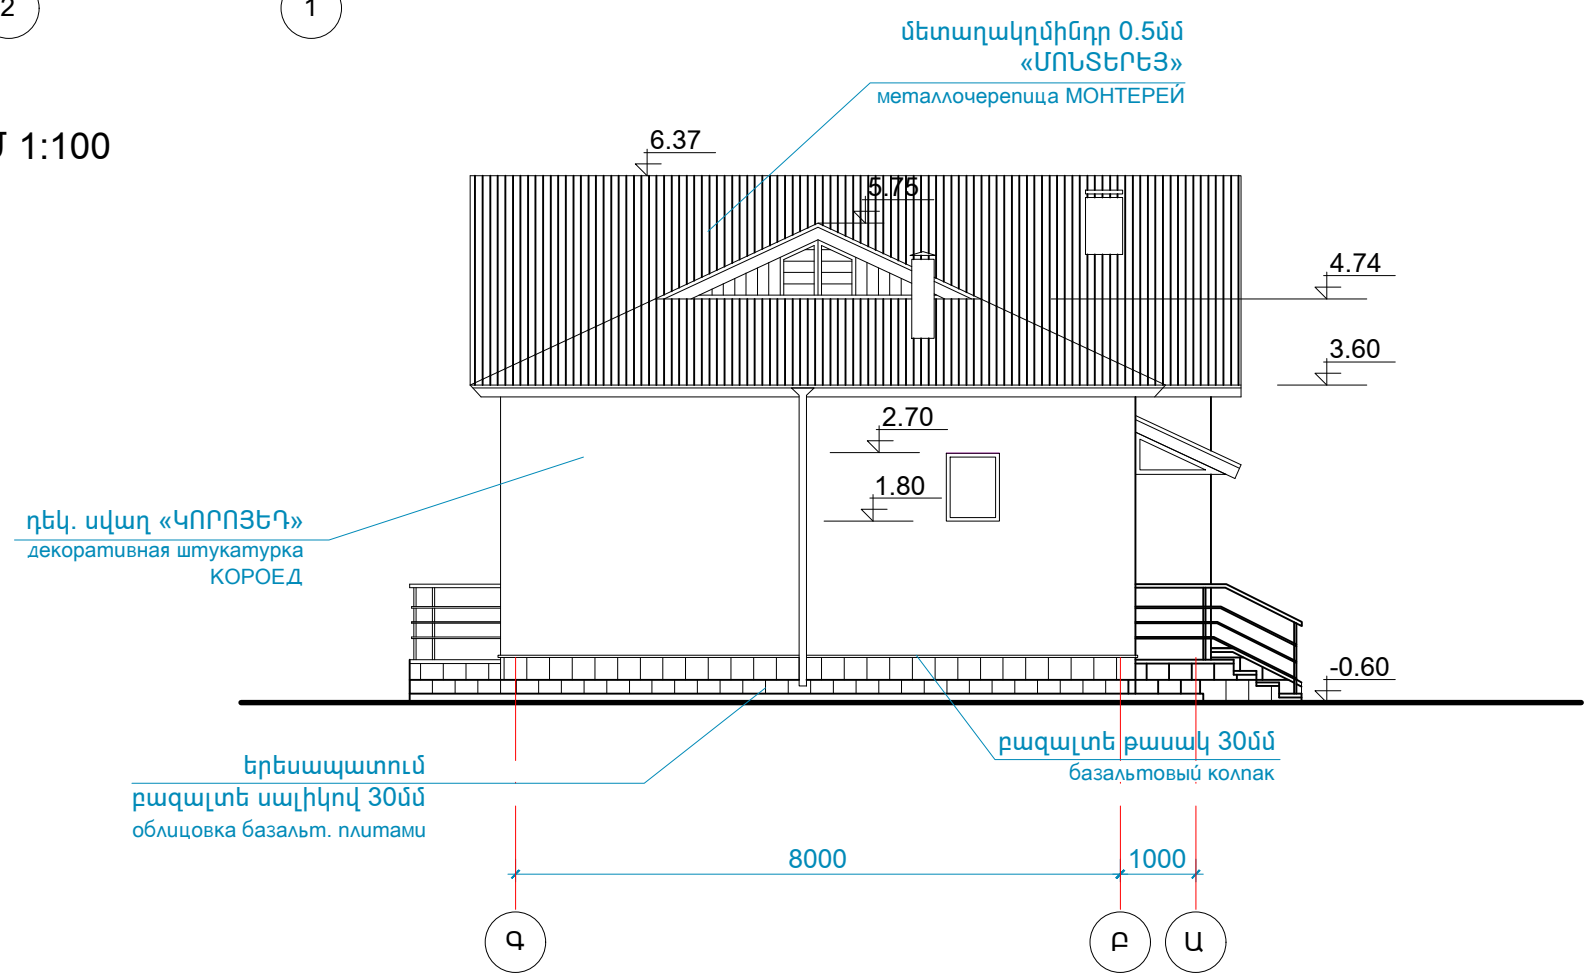 2
1
մետաղակղմինդր 0.5մմ
«ՄՈՆՏԵՐԵՅ»
металлочерепица МОНТЕРЕЙ
1:100
6.37
5.75
4.74
3.60
2.70
1.80
դեկ. սվաղ «ԿՈՐՈՅԵԴ»
декоративная штукатурка
КОРОЕД
-0.60
բազալտե թասակ 30մմ
базальтовый колпак
երեսապատում
բազալտե սալիկով 30մմ
облицовка базальт. плитами
8000
1000
Գ
Բ
Ա